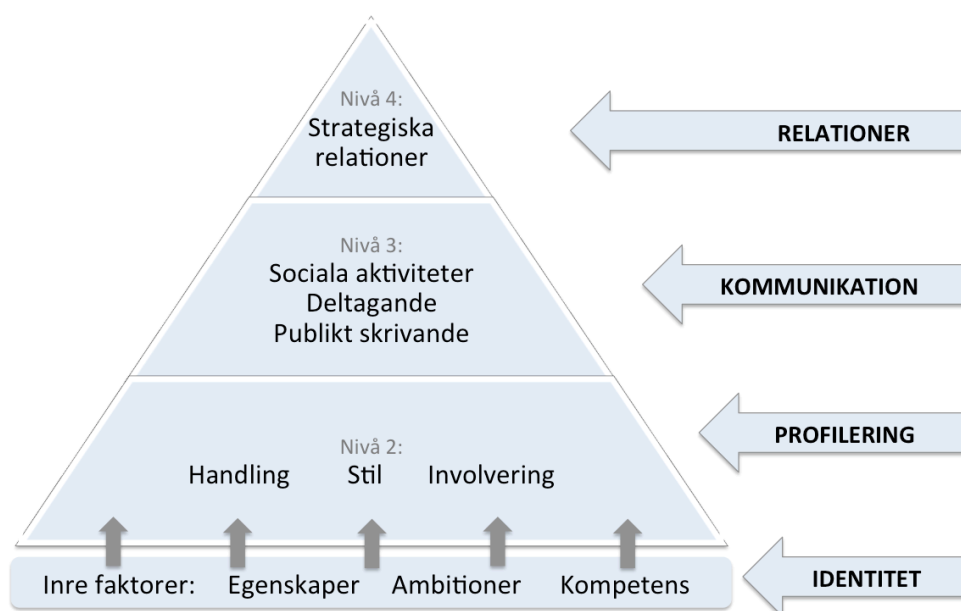 Nivå 4:
Strategiska
relationer
RELATIONER
Nivå 3:
Sociala aktiviteter
Deltagande
Publikt skrivande
KOMMUNIKATION
Nivå 2:
Handling Stil Involvering
PROFILERING
Inre faktorer: Egenskaper Ambitioner Kompetens
IDENTITET